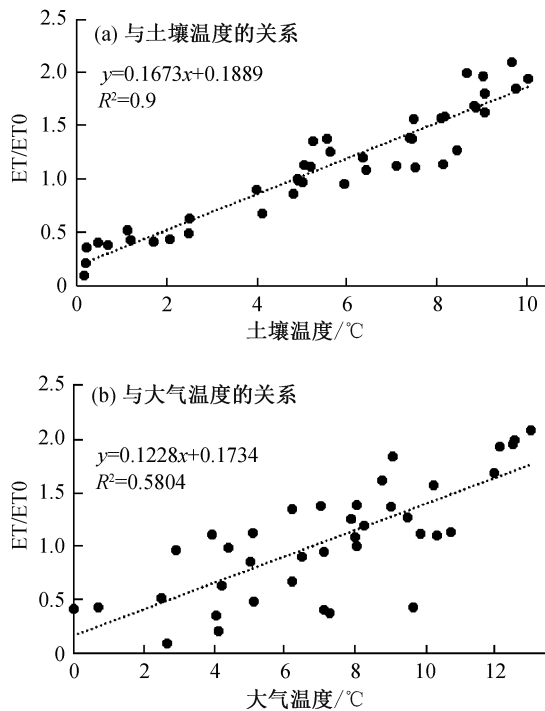 (a) 与土壤温度的关系
y=0.1673x+0.1889
R²=0.9
ET/ET0
2.5
2.0
1.5
1.0
0.5
0
0 2 4 6 8 10
土壤温度/℃
(b) 与大气温度的关系
y=0.1228x+0.1734
R²=0.5804
ET/ET0
2.5
2.0
1.5
1.0
0.5
0
0 2 4 6 8 10 12
大气温度/℃